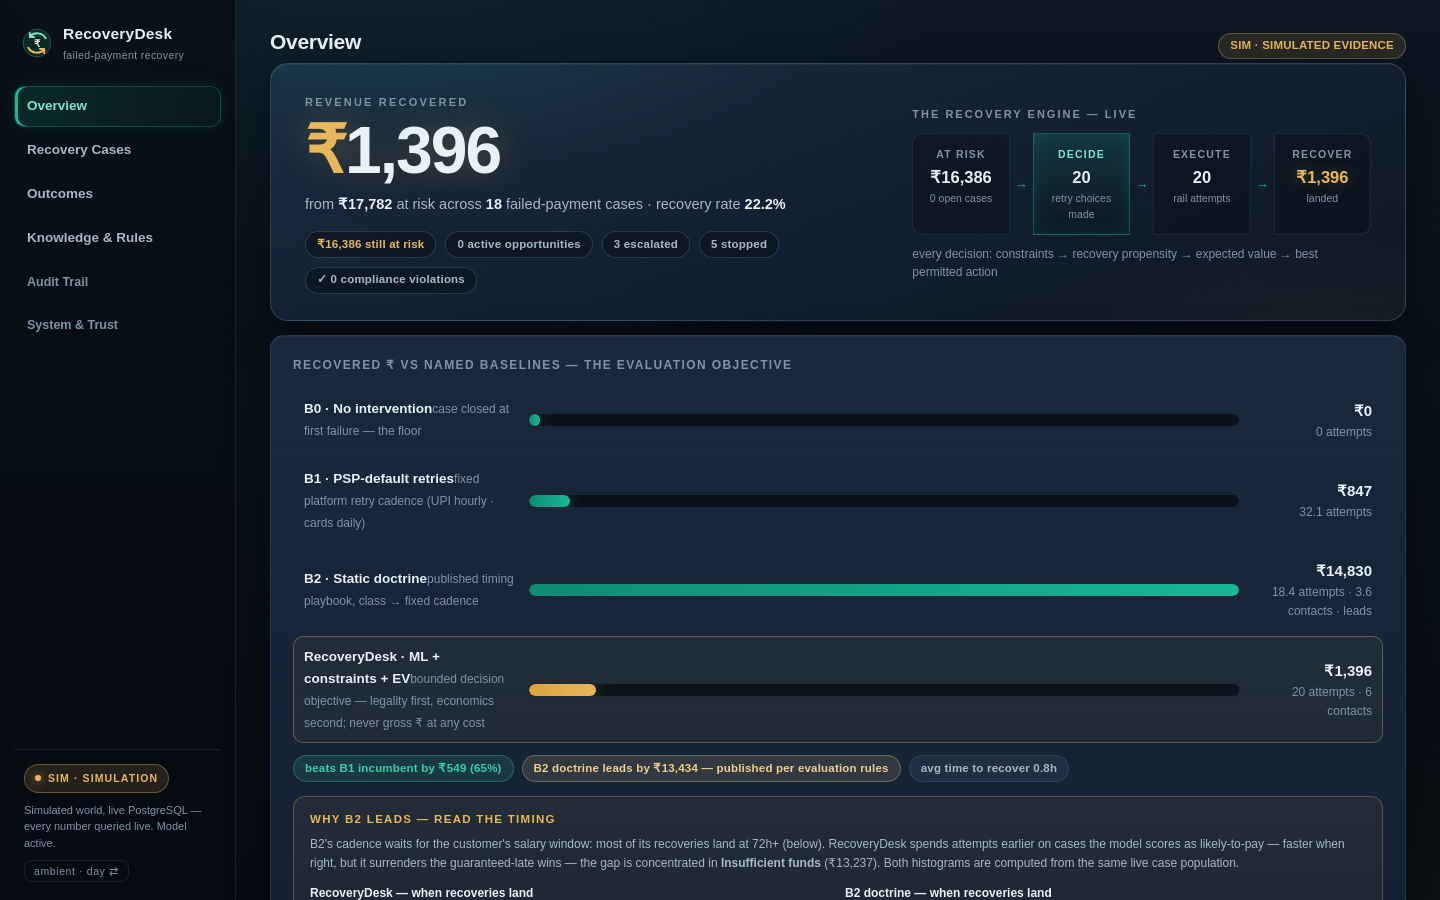 RecoveryDesk
failed-payment recovery
Overview
Recovery Cases
Outcomes
Knowledge & Rules
Audit Trail
System & Trust
SIM · SIMULATION
Simulated world, live PostgreSQL —
every number queried live. Model
active.
ambient · day ⇄
Overview
SIM · SIMULATED EVIDENCE
REVENUE RECOVERED
₹1,396
from ₹17,782 at risk across 18 failed-payment cases · recovery rate 22.2%
₹16,386 still at risk
0 active opportunities
3 escalated
5 stopped
✓ 0 compliance violations
THE RECOVERY ENGINE — LIVE
AT RISK
₹16,386
0 open cases
→
DECIDE
20
retry choices
made
→
EXECUTE
20
rail attempts
→
RECOVER
₹1,396
landed
every decision: constraints → recovery propensity → expected value → best
permitted action
RECOVERED ₹ VS NAMED BASELINES — THE EVALUATION OBJECTIVE
B0 · No interventioncase closed at
first failure — the floor
₹0
0 attempts
B1 · PSP-default retriesfixed
platform retry cadence (UPI hourly ·
cards daily)
₹847
32.1 attempts
B2 · Static doctrinepublished timing
playbook, class → fixed cadence
₹14,830
18.4 attempts · 3.6
contacts · leads
RecoveryDesk · ML +
constraints + EVbounded decision
objective — legality first, economics
second; never gross ₹ at any cost
₹1,396
20 attempts · 6
contacts
beats B1 incumbent by ₹549 (65%)
B2 doctrine leads by ₹13,434 — published per evaluation rules
avg time to recover 0.8h
WHY B2 LEADS — READ THE TIMING
B2's cadence waits for the customer's salary window: most of its recoveries land at 72h+ (below). RecoveryDesk spends attempts earlier on cases the model scores as likely-to-pay — faster when
right, but it surrenders the guaranteed-late wins — the gap is concentrated in Insufficient funds (₹13,237). Both histograms are computed from the same live case population.
RecoveryDesk — when recoveries land
B2 doctrine — when recoveries land